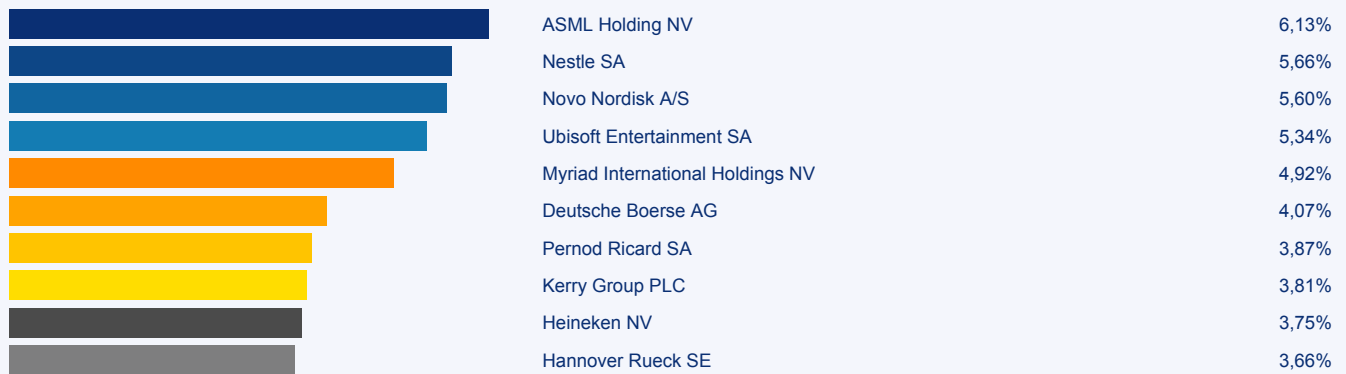 ASML Holding NV 6,13%
Nestle SA 5,66%
Novo Nordisk A/S 5,60%
Ubisoft Entertainment SA 5,34%
Myriad International Holdings NV 4,92%
Deutsche Boerse AG 4,07%
Pernod Ricard SA 3,87%
Kerry Group PLC 3,81%
Heineken NV 3,75%
Hannover Rueck SE 3,66%